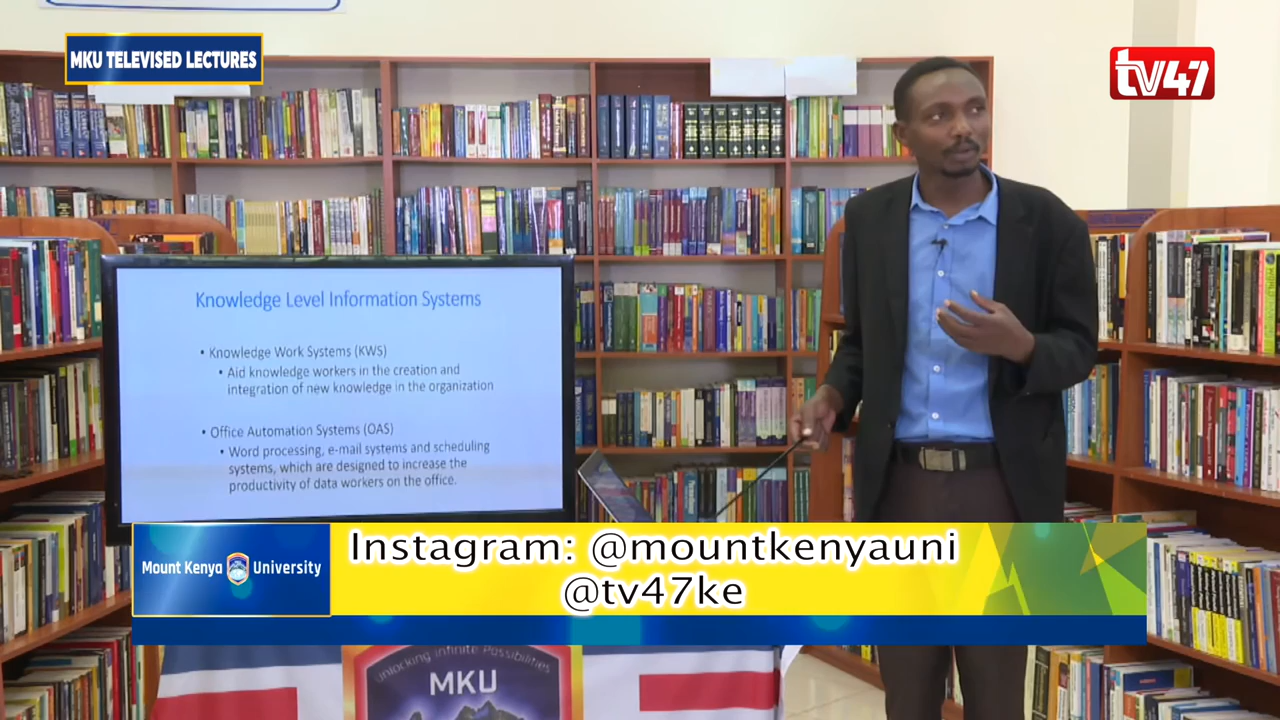 MKU TELEVISED LECTURES
tv47
Knowledge Level Information Systems
• Knowledge Work Systems (KWS)
• Aid knowledge workers in the creation and
integration of new knowledge in the organization
• Office Automation Systems (OAS)
• Word processing, e-mail systems and scheduling
systems, which are designed to increase the
productivity of data workers on the office.
Mount Kenya University
Instagram: @mountkenyauni
@tv47ke
Unlocking Infinite Possibilities
MKU